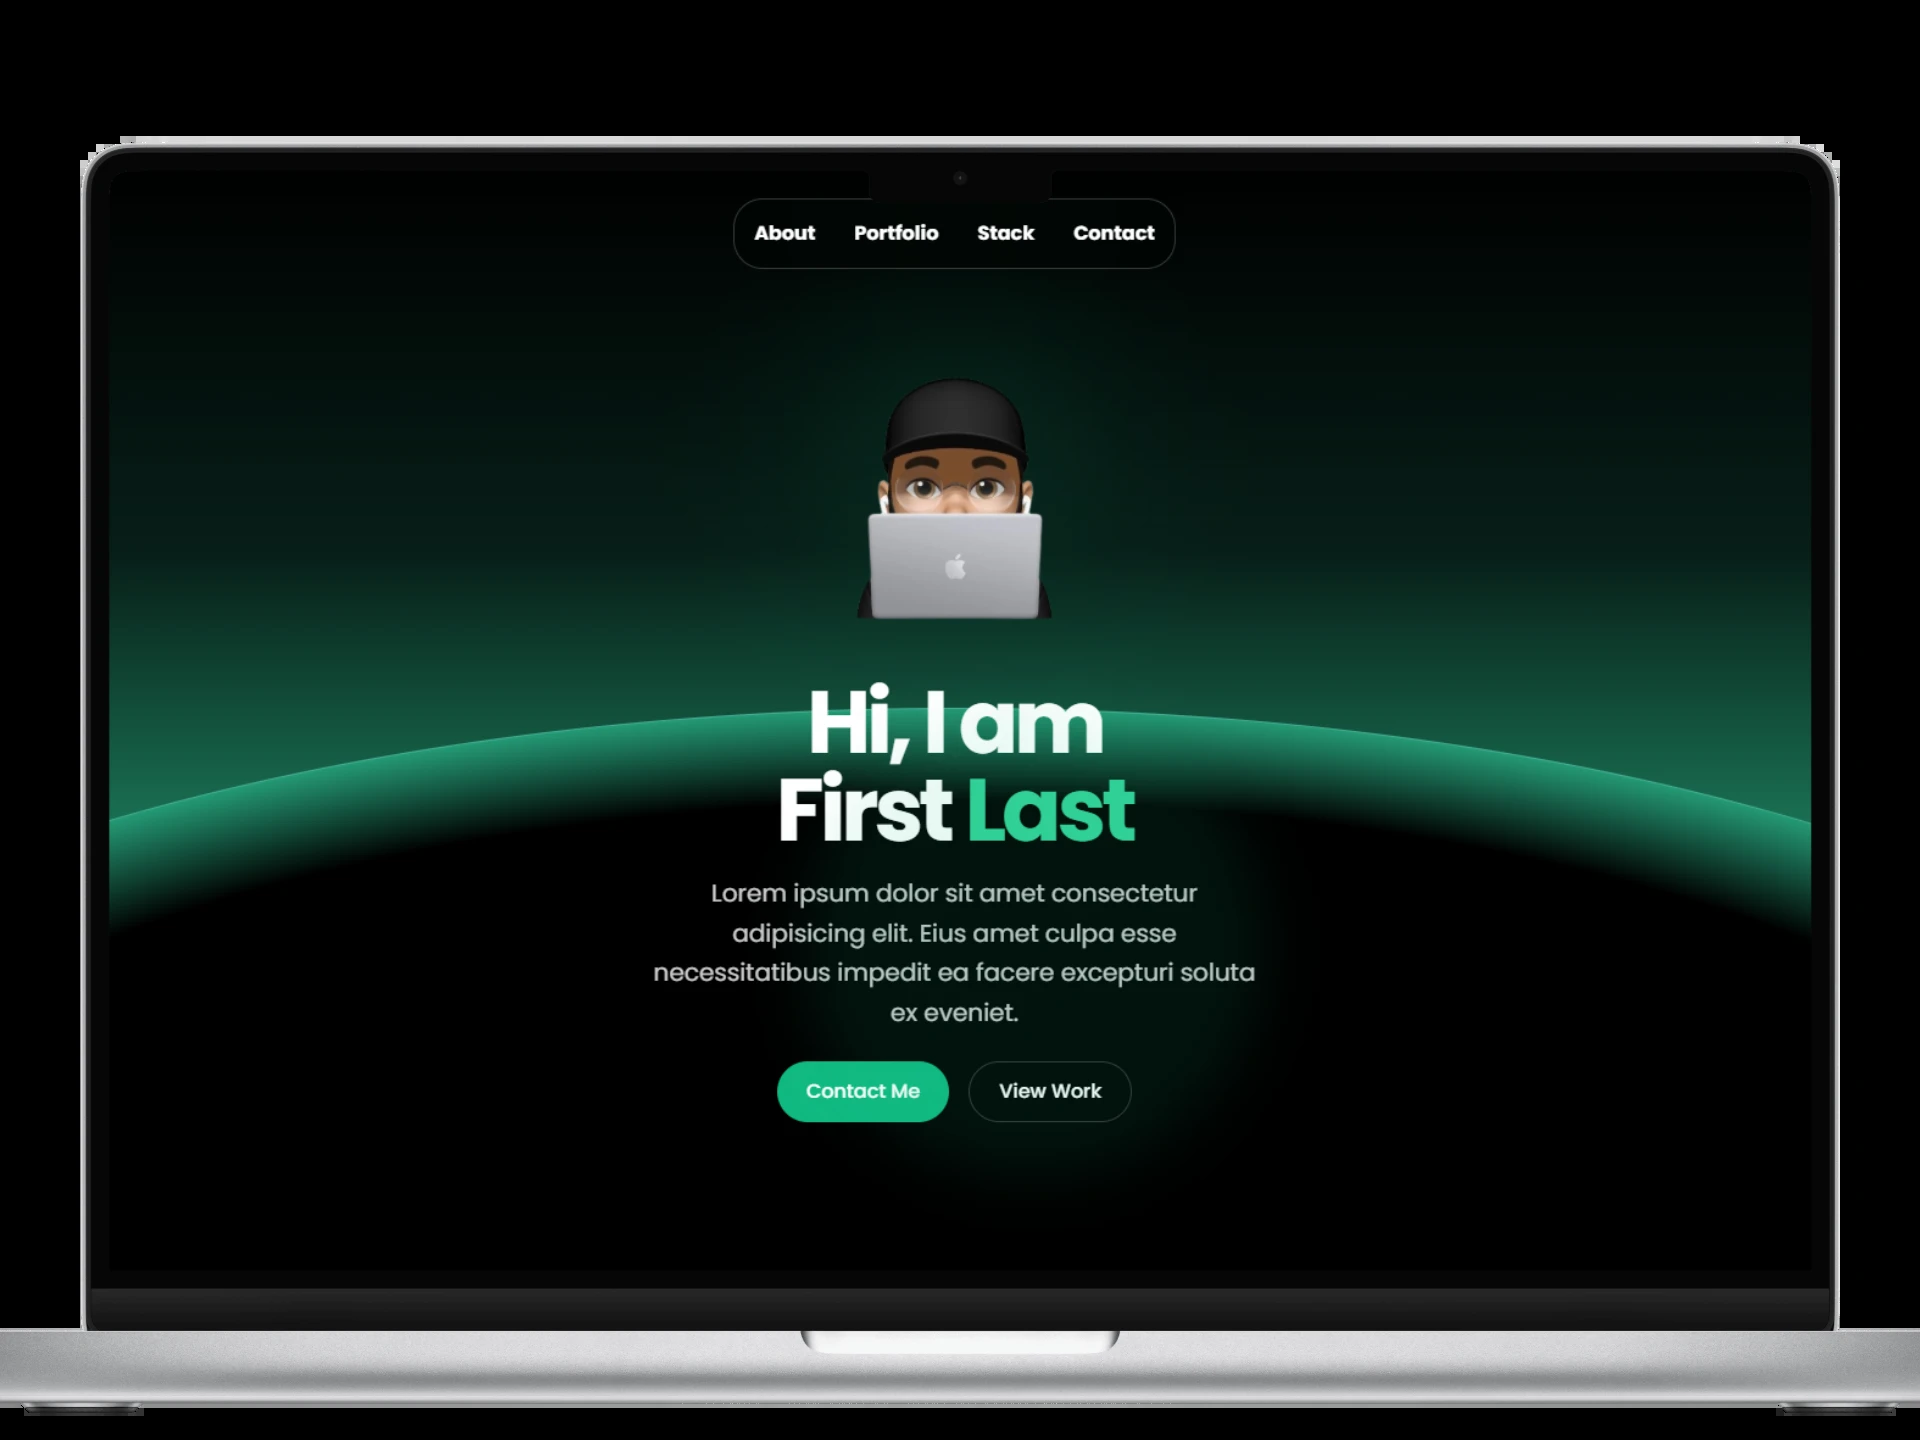 About Portfolio Stack Contact
Hi, I am
First Last
Lorem ipsum dolor sit amet consectetur
adipisicing elit. Eius amet culpa esse
necessitatibus impedit ea facere excepturi soluta
ex eveniet.
Contact Me View Work